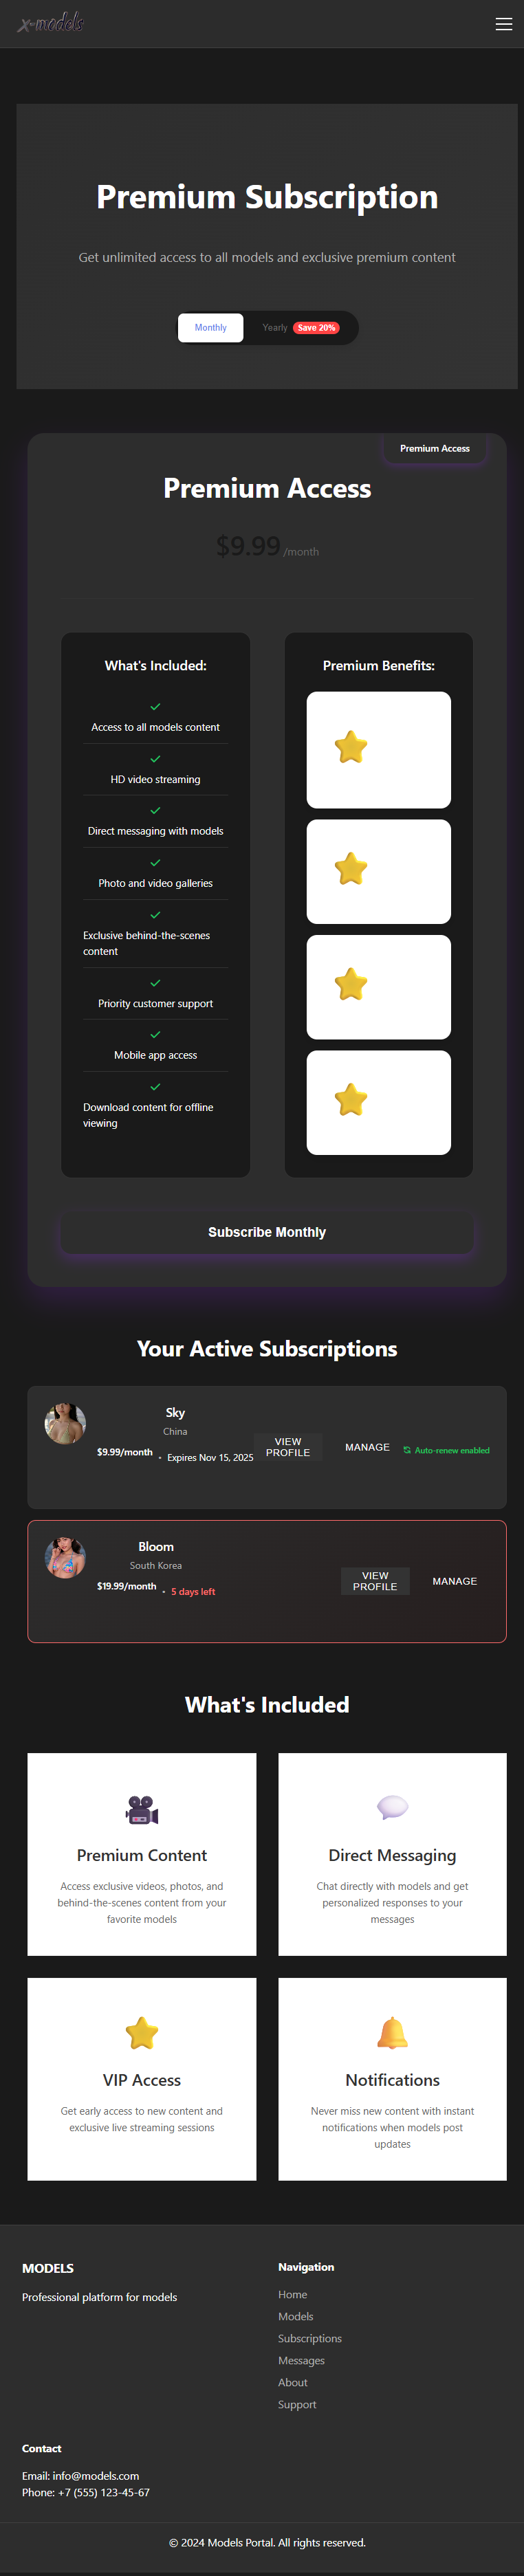 x-models
Premium Subscription
Get unlimited access to all models and exclusive premium content
Monthly
Yearly Save 20%
Premium Access
Premium Access
$9.99 /month
What's Included:
Access to all models content
HD video streaming
Direct messaging with models
Photo and video galleries
Exclusive behind-the-scenes
content
Priority customer support
Mobile app access
Download content for offline
viewing
Premium Benefits:
Subscribe Monthly
Your Active Subscriptions
Sky
China
$9.99/month • Expires Nov 15, 2025
VIEW
PROFILE
MANAGE
Auto-renew enabled
Bloom
South Korea
$19.99/month • 5 days left
VIEW
PROFILE
MANAGE
What's Included
Premium Content
Access exclusive videos, photos, and
behind-the-scenes content from your
favorite models
Direct Messaging
Chat directly with models and get
personalized responses to your
messages
VIP Access
Get early access to new content and
exclusive live streaming sessions
Notifications
Never miss new content with instant
notifications when models post
updates
MODELS
Professional platform for models
Navigation
Home
Models
Subscriptions
Messages
About
Support
Contact
Email: info@models.com
Phone: +7 (555) 123-45-67
© 2024 Models Portal. All rights reserved.